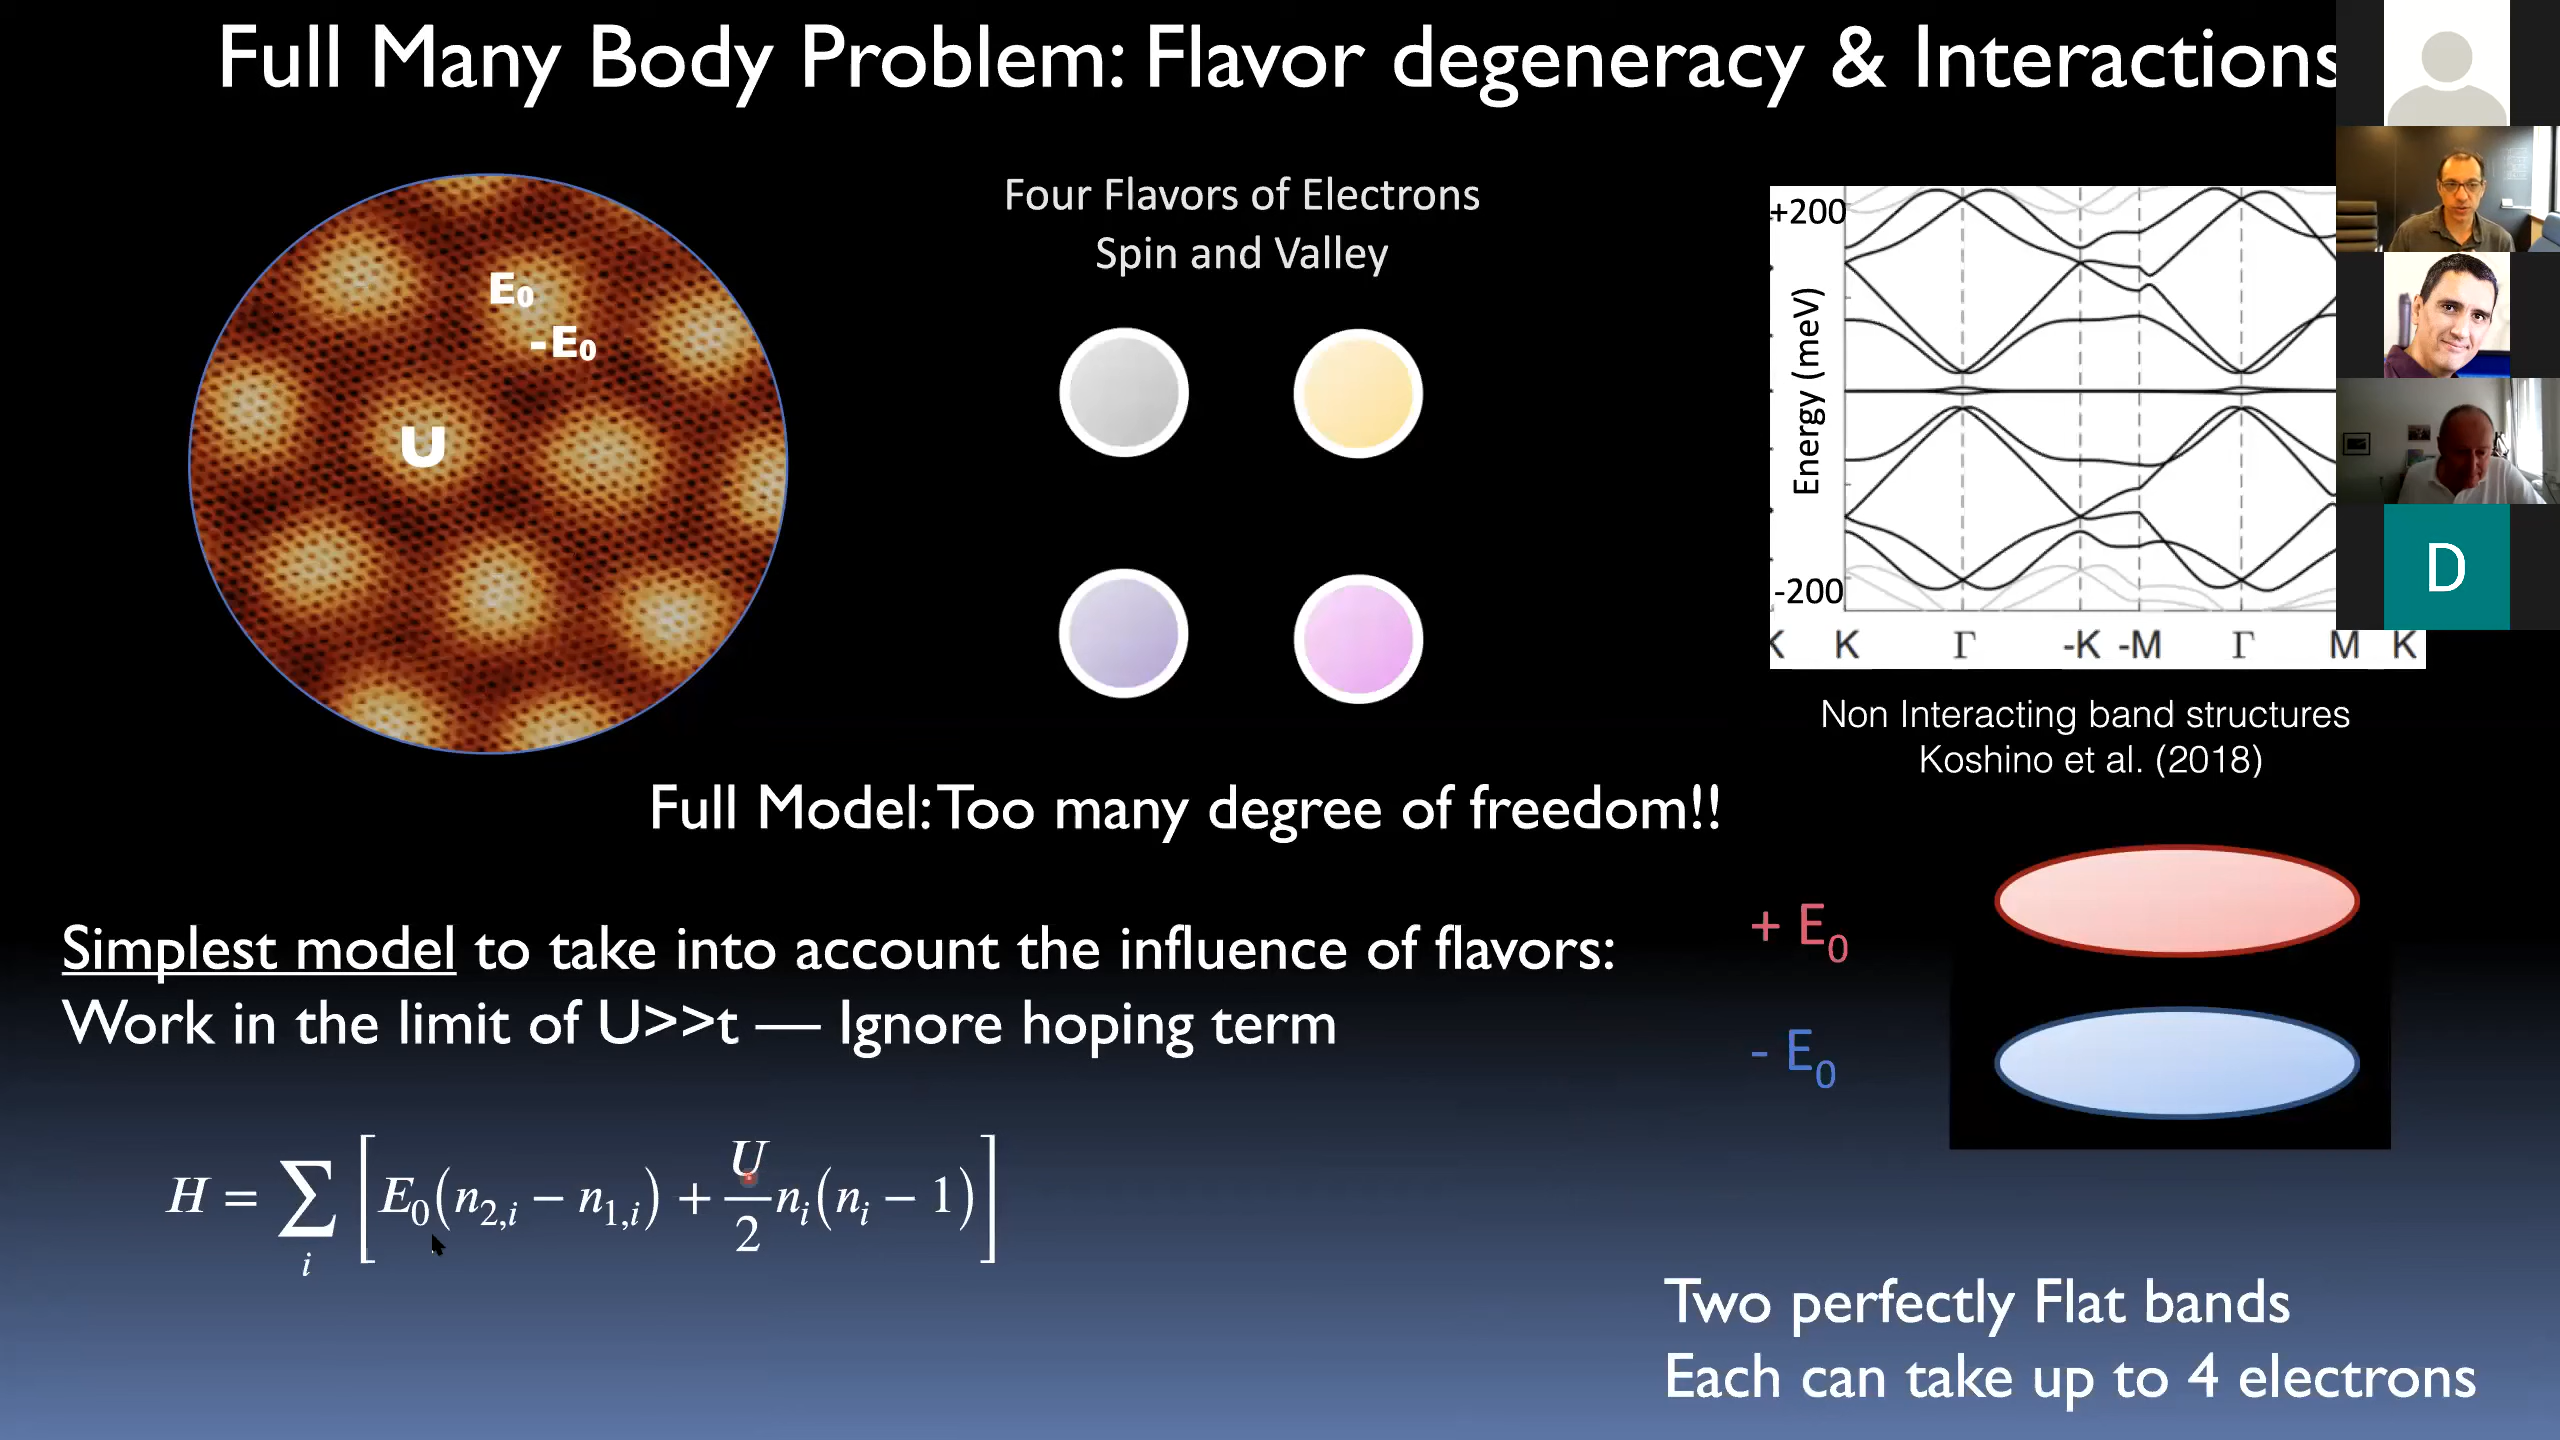 Full Many Body Problem: Flavor degeneracy & Interactions
Four Flavors of Electrons
Spin and Valley
E₀
-E₀
U
+200
Energy (meV)
-200
K K Γ -K -M Γ M K
Non Interacting band structures
Koshino et al. (2018)
D
Full Model: Too many degree of freedom!!
Simplest model to take into account the influence of flavors:
Work in the limit of U>>t — Ignore hoping term
+ E₀
- E₀
H = ∑ᵢ [E₀(n₂,ᵢ − n₁,ᵢ) + U/2 nᵢ(nᵢ − 1)]
Two perfectly Flat bands
Each can take up to 4 electrons